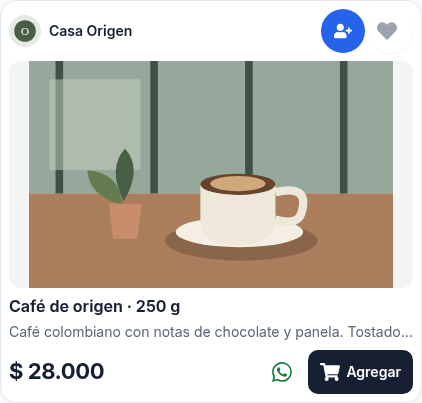 O
Casa Origen
Café de origen · 250 g
Café colombiano con notas de chocolate y panela. Tostado...
$ 28.000
Agregar